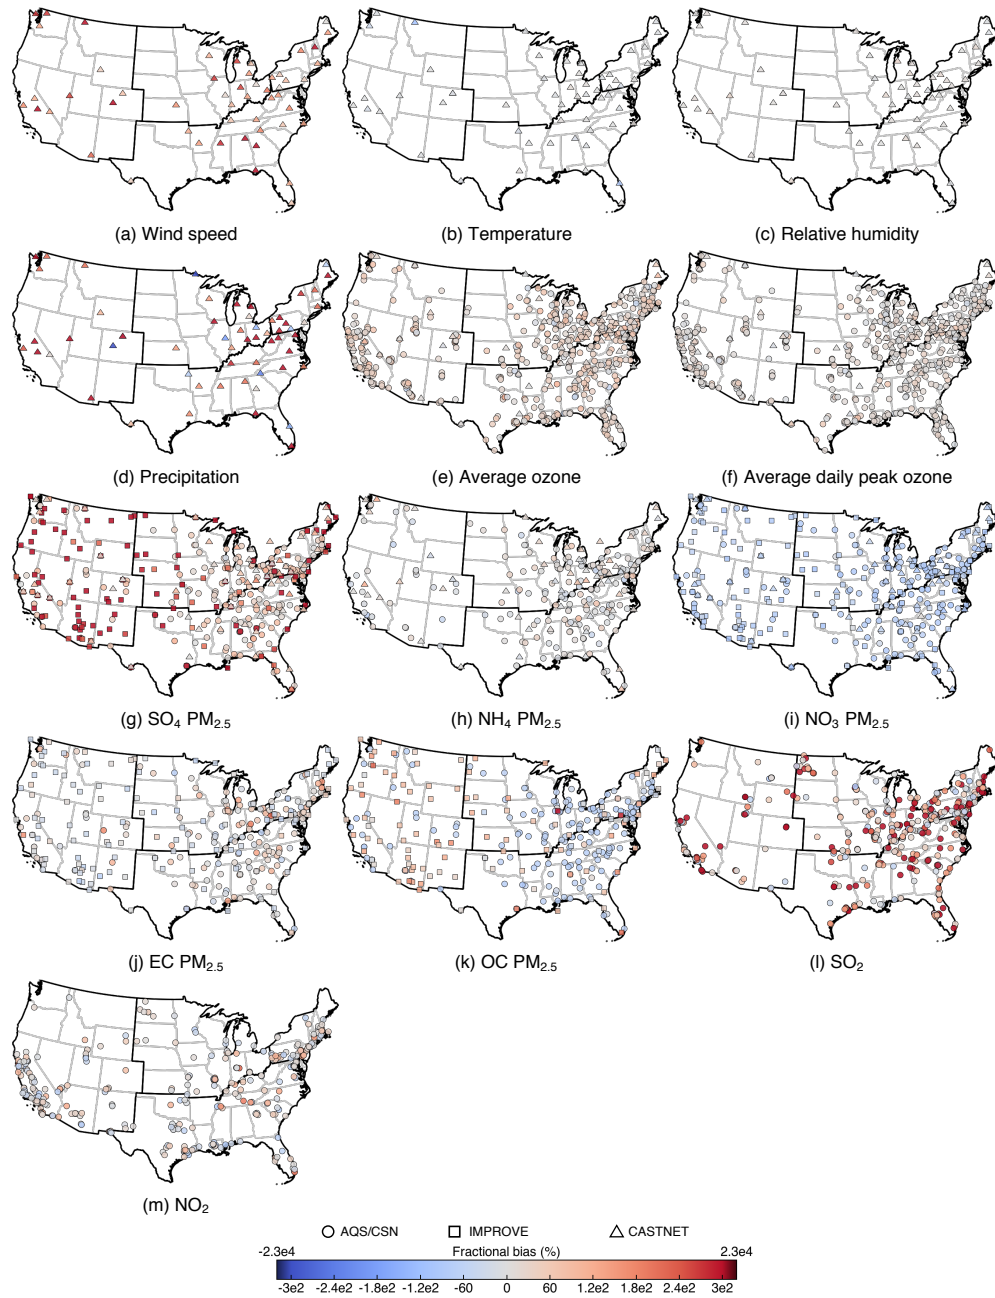 (a) Wind speed
(b) Temperature
(c) Relative humidity
(d) Precipitation
(e) Average ozone
(f) Average daily peak ozone
(g) SO₄ PM₂.₅
(h) NH₄ PM₂.₅
(i) NO₃ PM₂.₅
(j) EC PM₂.₅
(k) OC PM₂.₅
(l) SO₂
(m) NO₂
AQS/CSN IMPROVE CASTNET
-2.3e4 Fractional bias (%) 2.3e4
-3e2 -2.4e2 -1.8e2 -1.2e2 -60 0 60 1.2e2 1.8e2 2.4e2 3e2